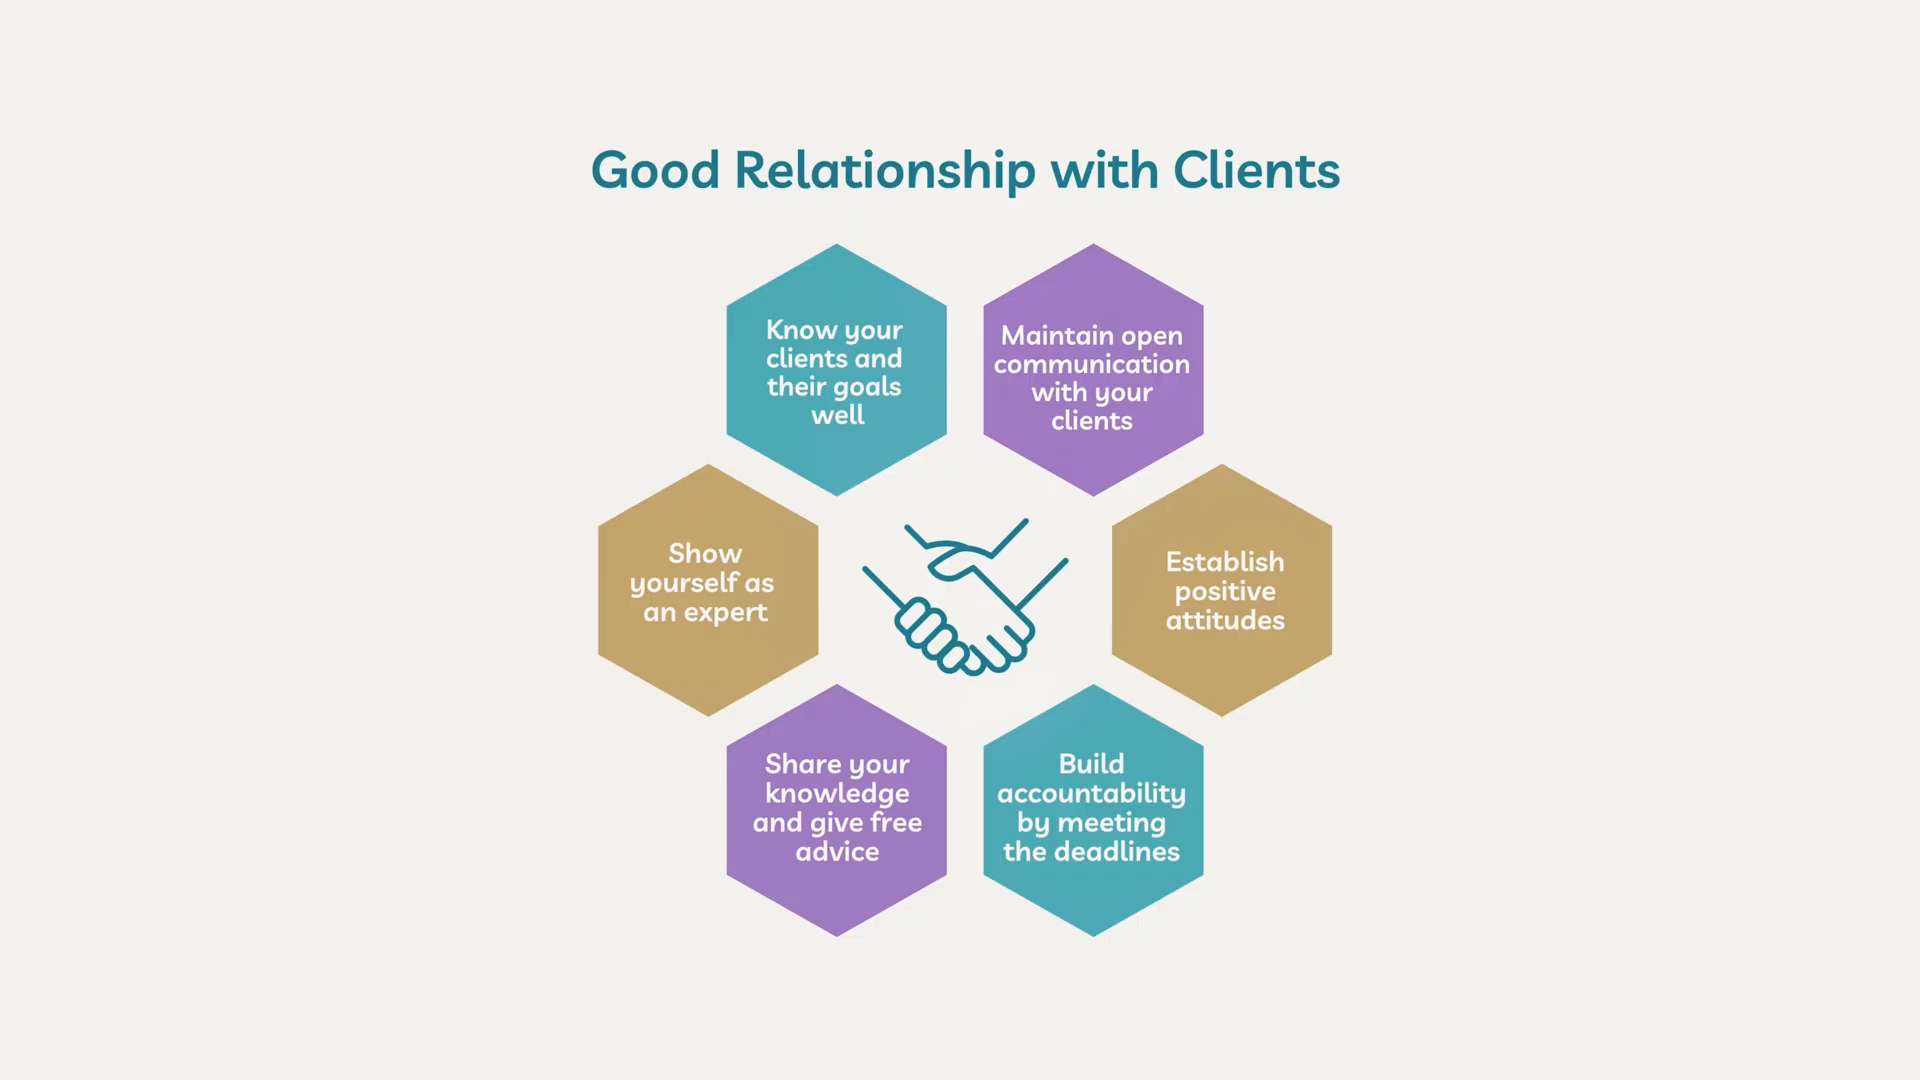 Good Relationship with Clients
Know your
clients and
their goals
well
Maintain open
communication
with your
clients
Show
yourself as
an expert
Establish
positive
attitudes
Share your
knowledge
and give free
advice
Build
accountability
by meeting
the deadlines